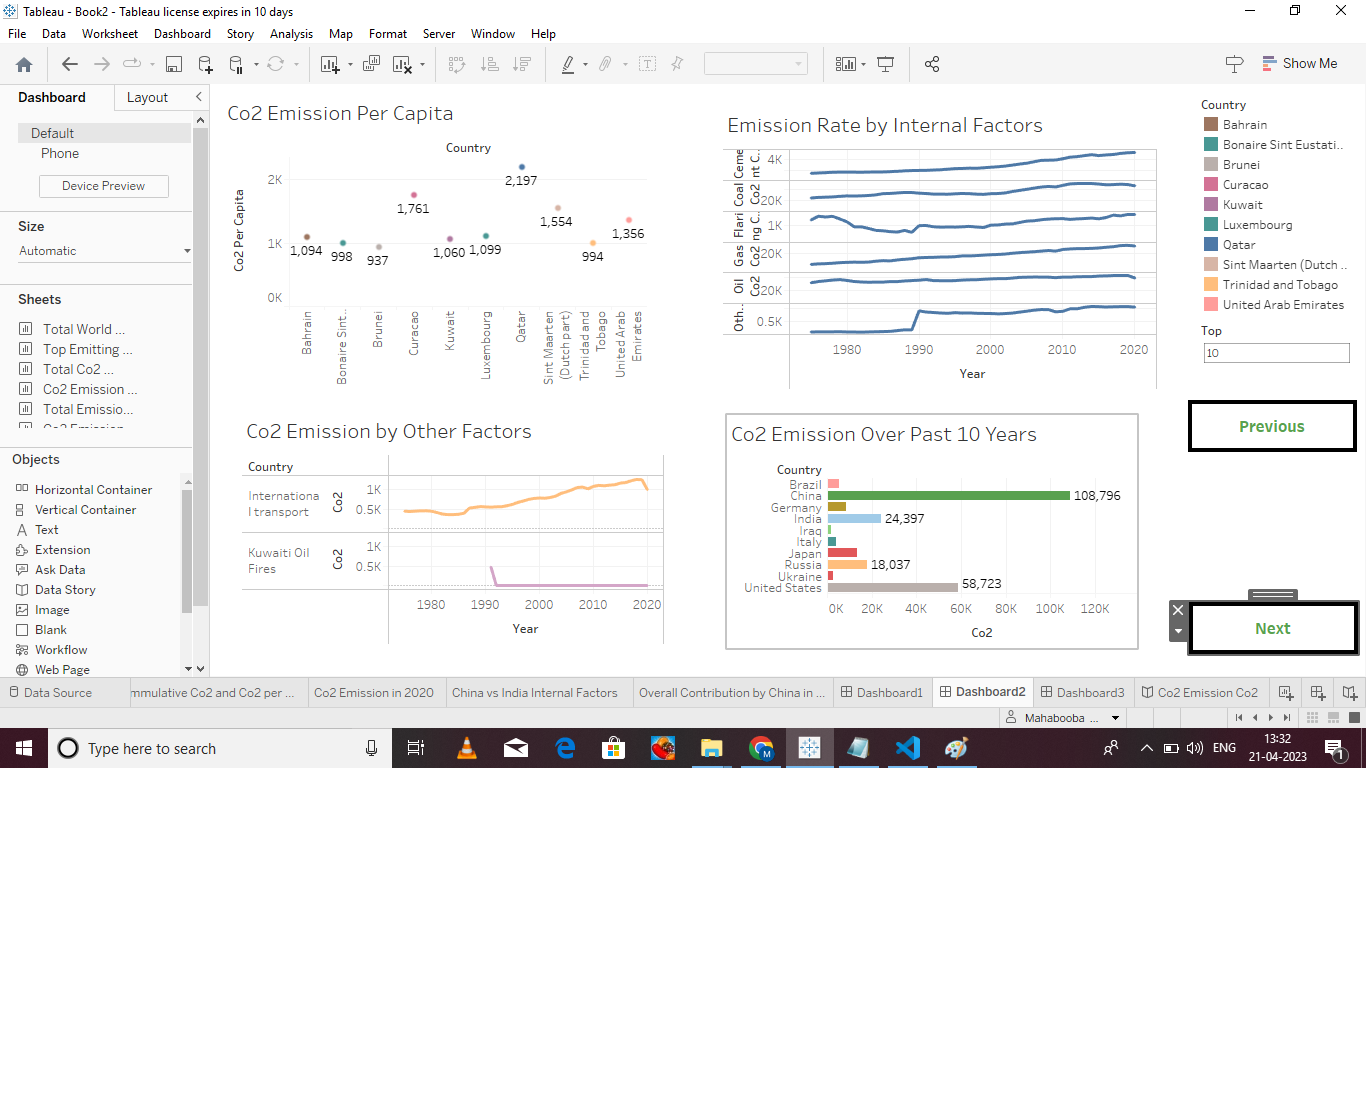 Tableau - Book2 - Tableau license expires in 10 days
File Data Worksheet Dashboard Story Analysis Map Format Server Window Help
Show Me
Dashboard Layout
Default
Phone
Device Preview
Size
Automatic
Sheets
Total World ...
Top Emitting ...
Total Co2 ...
Co2 Emission ...
Total Emissio...
Co2 Emission
Objects
Horizontal Container
Vertical Container
Text
Extension
Ask Data
Data Story
Image
Blank
Workflow
Web Page
Co2 Emission Per Capita
Country
Co2 Per Capita
2K
1K
0K
1,094
998
937
1,761
1,060
1,099
2,197
1,554
994
1,356
Bahrain
Bonaire Sint..
Brunei
Curacao
Kuwait
Luxembourg
Qatar
Sint Maarten
(Dutch part)
Trinidad and
Tobago
United Arab
Emirates
Emission Rate by Internal Factors
Ceme
nt C..
4K
Coal
Co2
20K
Flari
ng C..
1K
Gas
Co2
20K
Oil
Co2
20K
Oth..
0.5K
1980 1990 2000 2010 2020
Year
Co2 Emission by Other Factors
Country
Internationa
l transport
Co2
1K
0.5K
Kuwaiti Oil
Fires
Co2
1K
0.5K
1980 1990 2000 2010 2020
Year
Co2 Emission Over Past 10 Years
Country
Brazil
China 108,796
Germany
India 24,397
Iraq
Italy
Japan
Russia 18,037
Ukraine
United States 58,723
0K 20K 40K 60K 80K 100K 120K
Co2
Country
Bahrain
Bonaire Sint Eustati..
Brunei
Curacao
Kuwait
Luxembourg
Qatar
Sint Maarten (Dutch ..
Trinidad and Tobago
United Arab Emirates
Top
10
Previous
Next
Data Source mmulative Co2 and Co2 per ... Co2 Emission in 2020 China vs India Internal Factors Overall Contribution by China in ... Dashboard1 Dashboard2 Dashboard3 Co2 Emission Co2
Mahabooba ...
Type here to search
M
ENG
13:32
21-04-2023
1